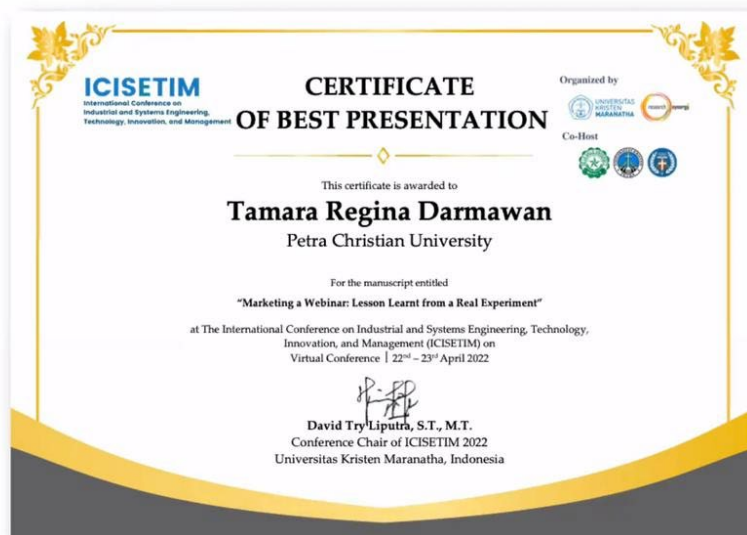 ICISETIM
International Conference on
Industrial and Systems Engineering,
Technology, Innovation, and Management
CERTIFICATE
OF BEST PRESENTATION
Organized by
UNIVERSITAS
KRISTEN
MARANATHA
research synergy
Co-Host
This certificate is awarded to
Tamara Regina Darmawan
Petra Christian University
For the manuscript entitled
"Marketing a Webinar: Lesson Learnt from a Real Experiment"
at The International Conference on Industrial and Systems Engineering, Technology,
Innovation, and Management (ICISETIM) on
Virtual Conference | 22nd – 23rd April 2022
David Try Liputra, S.T., M.T.
Conference Chair of ICISETIM 2022
Universitas Kristen Maranatha, Indonesia